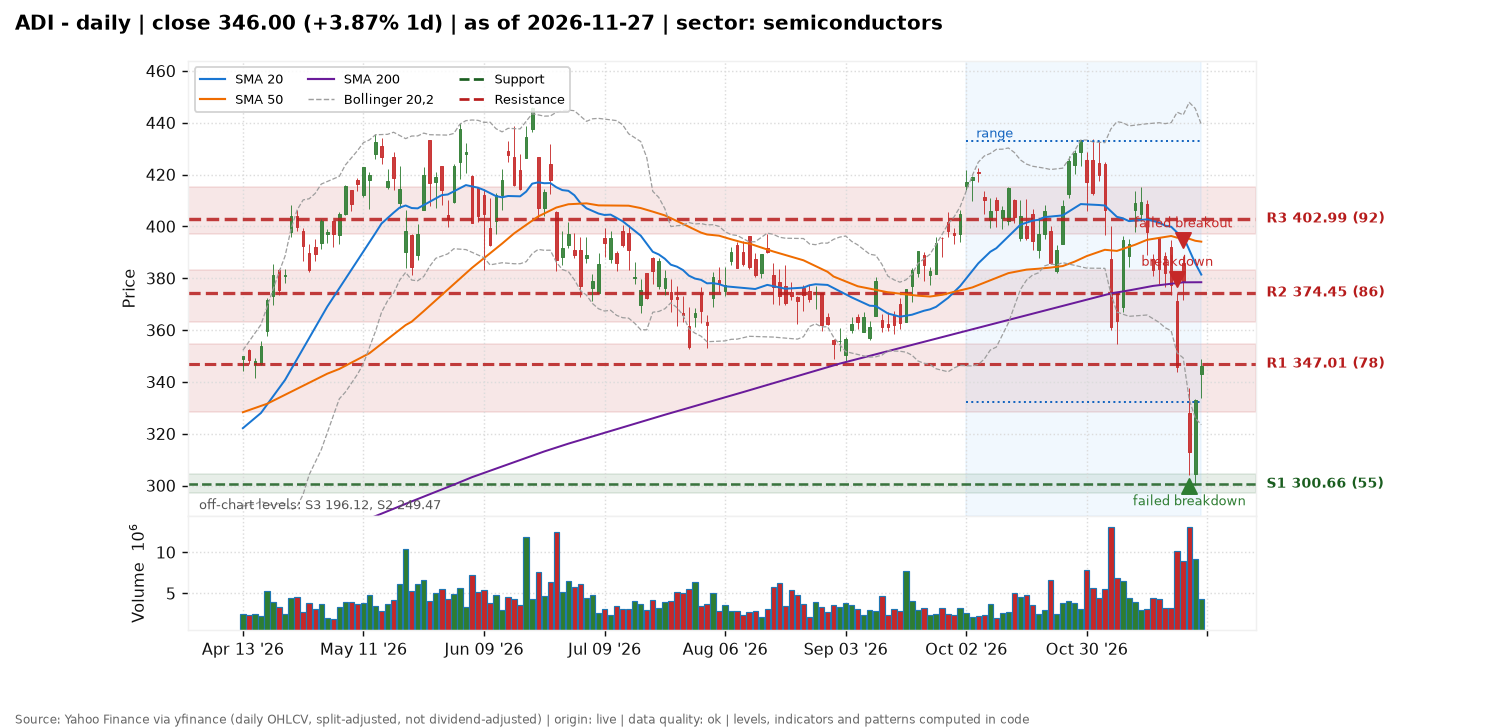 ADI - daily | close 346.00 (+3.87% 1d) | as of 2026-11-27 | sector: semiconductors
SMA 20
SMA 50
SMA 200
Bollinger 20,2
Support
Resistance
Price
460
440
420
400
380
360
340
320
300
range
R3 402.99 (92)
failed breakout
breakdown
R2 374.45 (86)
R1 347.01 (78)
S1 300.66 (55)
failed breakdown
off-chart levels: S3 196.12, S2 249.47
Volume 10^6
10
5
Apr 13 '26
May 11 '26
Jun 09 '26
Jul 09 '26
Aug 06 '26
Sep 03 '26
Oct 02 '26
Oct 30 '26
Source: Yahoo Finance via yfinance (daily OHLCV, split-adjusted, not dividend-adjusted) | origin: live | data quality: ok | levels, indicators and patterns computed in code